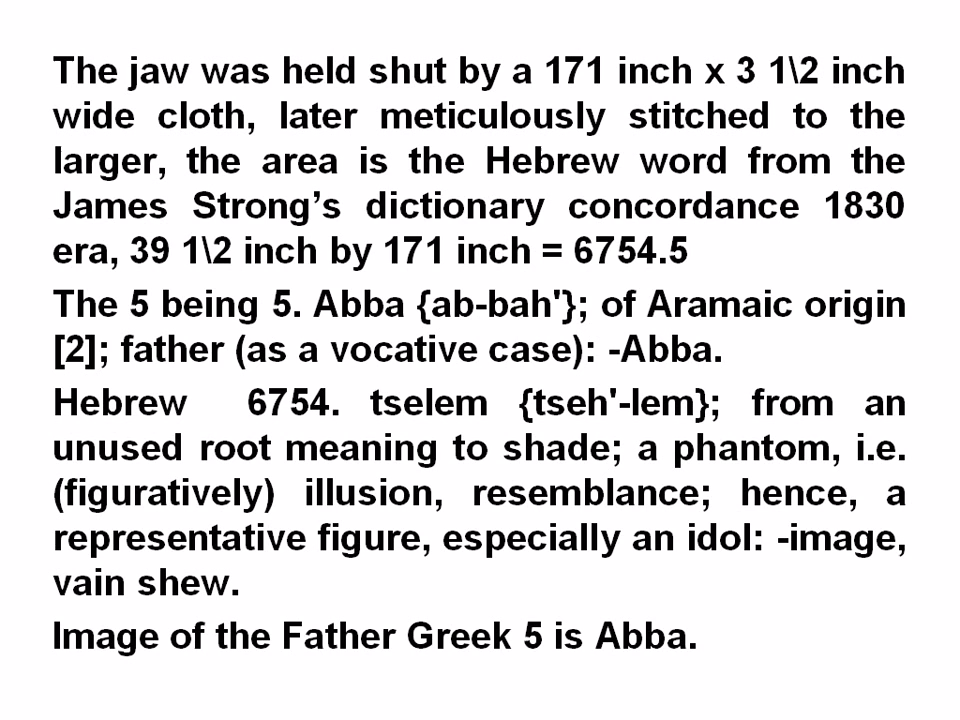 The jaw was held shut by a 171 inch x 3 1\2 inch
wide cloth, later meticulously stitched to the
larger, the area is the Hebrew word from the
James Strong’s dictionary concordance 1830
era, 39 1\2 inch by 171 inch = 6754.5
The 5 being 5. Abba {ab-bah'}; of Aramaic origin
[2]; father (as a vocative case): -Abba.
Hebrew 6754. tselem {tseh'-lem}; from an
unused root meaning to shade; a phantom, i.e.
(figuratively) illusion, resemblance; hence, a
representative figure, especially an idol: -image,
vain shew.
Image of the Father Greek 5 is Abba.